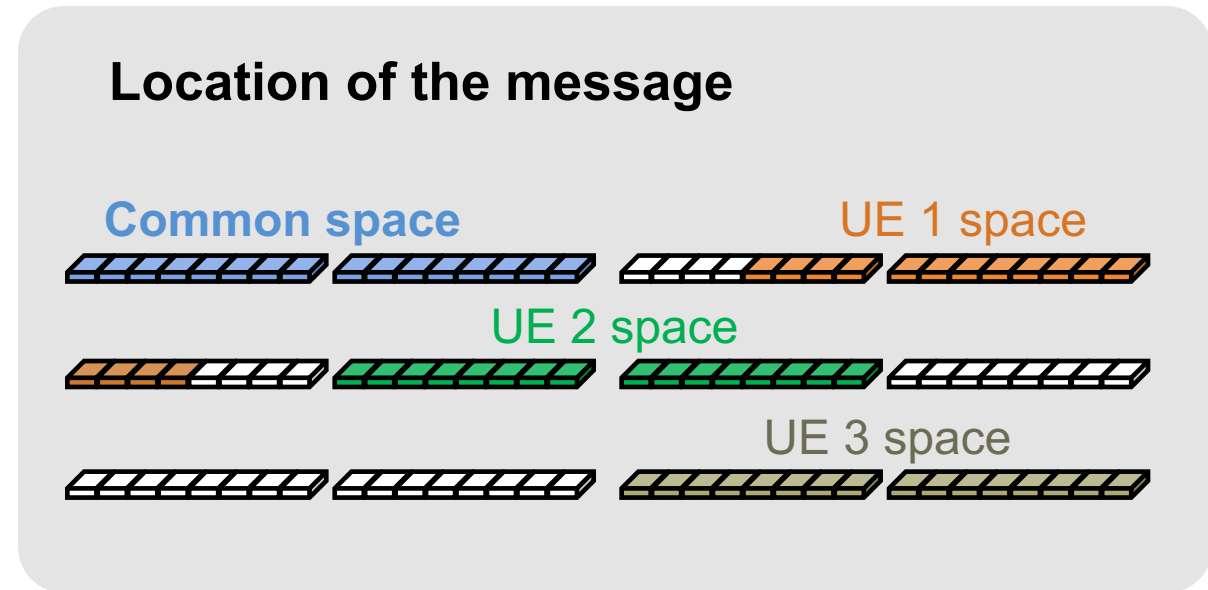 Location of the message
Common space
UE 1 space
UE 2 space
UE 3 space